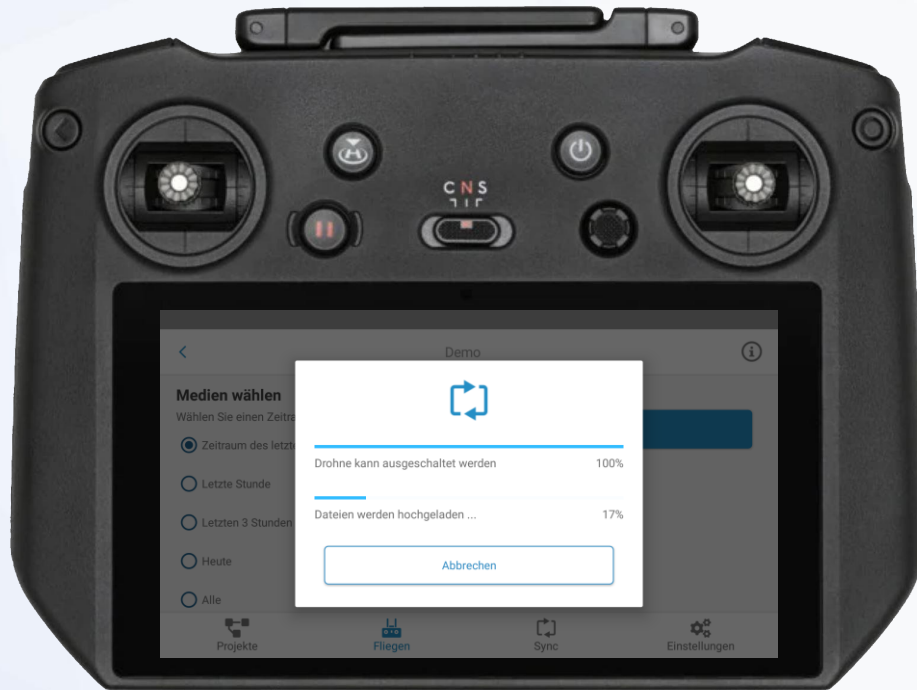 C N S
Demo
Medien wählen
Wählen Sie einen Zeitra
Zeitraum des letzt
Letzte Stunde
Letzten 3 Stunden
Heute
Alle
Drohne kann ausgeschaltet werden 100%
Dateien werden hochgeladen ... 17%
Abbrechen
Projekte Fliegen Sync Einstellungen